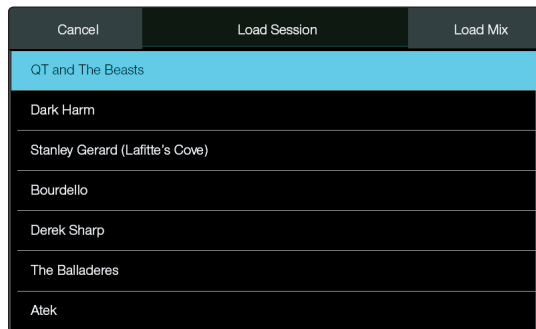 Cancel Load Session Load Mix
QT and The Beasts
Dark Harm
Stanley Gerard (Lafitte's Cove)
Bourdello
Derek Sharp
The Balladeres
Atek